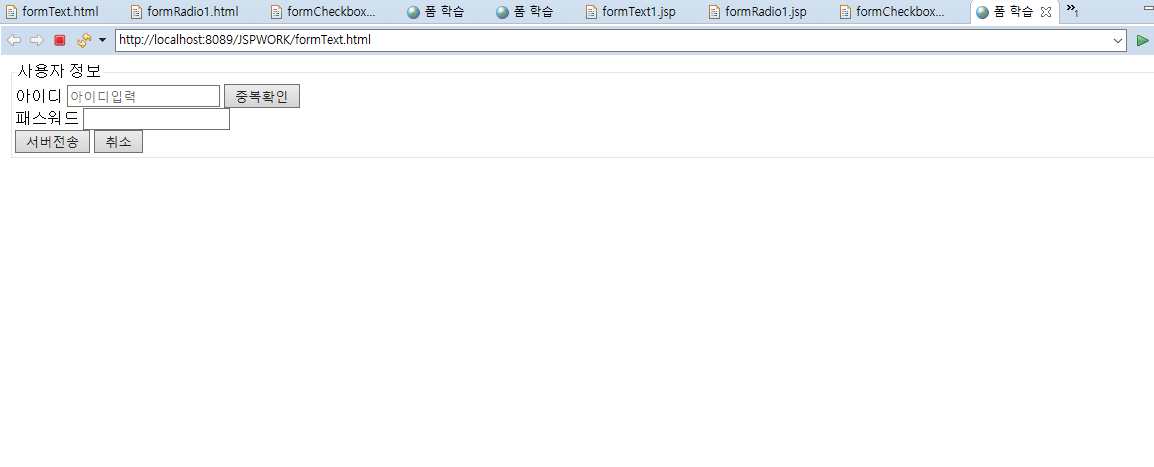 formText.html formRadio1.html formCheckbox... 폼 학습 폼 학습 formText1.jsp formRadio1.jsp formCheckbox... 폼 학습 »1
http://localhost:8089/JSPWORK/formText.html
사용자 정보
아이디 아이디입력 중복확인
패스워드
서버전송 취소